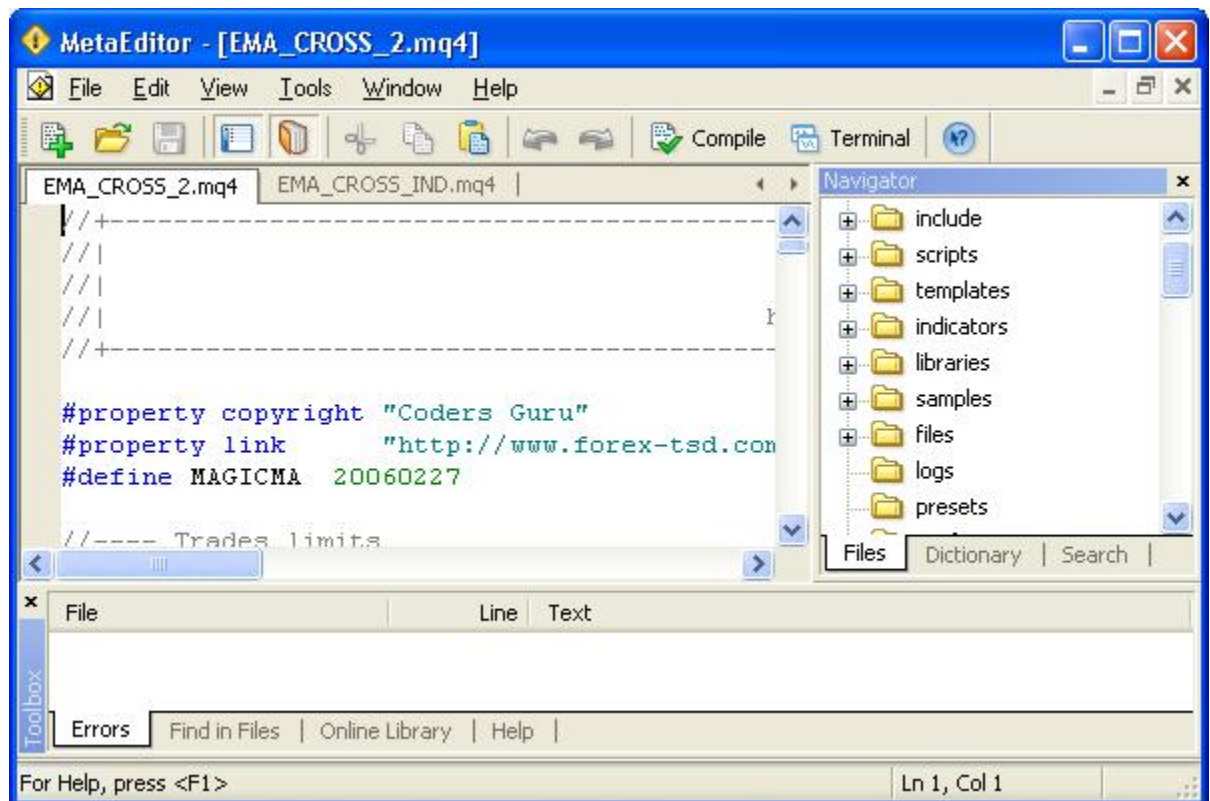 MetaEditor - [EMA_CROSS_2.mq4]
File Edit View Tools Window Help
Compile Terminal
EMA_CROSS_2.mq4 EMA_CROSS_IND.mq4 |
//+-----------------------------------------
//|
//|
//| h
//+-----------------------------------------
#property copyright "Coders Guru"
#property link "http://www.forex-tsd.com
#define MAGICMA 20060227
//---- Trades limits
Navigator
include
scripts
templates
indicators
libraries
samples
files
logs
presets
Files Dictionary | Search |
File Line Text
Toolbox
Errors Find in Files | Online Library | Help |
For Help, press <F1> Ln 1, Col 1